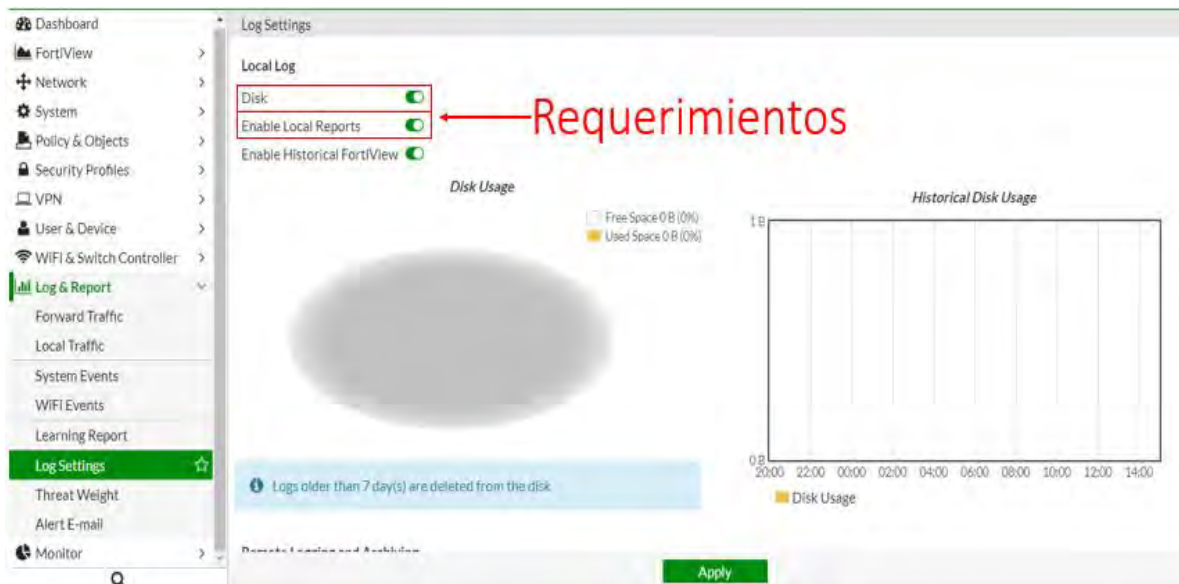 Dashboard
FortiView
Network
System
Policy & Objects
Security Profiles
VPN
User & Device
WiFi & Switch Controller
Log & Report
Forward Traffic
Local Traffic
System Events
WiFi Events
Learning Report
Log Settings
Threat Weight
Alert E-mail
Monitor
Log Settings
Local Log
Disk
Enable Local Reports
Enable Historical FortiView
Requerimientos
Disk Usage
Free Space 0 B (0%)
Used Space 0 B (0%)
Historical Disk Usage
1 B
0 B
20:00 22:00 00:00 02:00 04:00 06:00 08:00 10:00 12:00 14:00
Disk Usage
Logs older than 7 day(s) are deleted from the disk
Remote Logging and Archiving
Apply